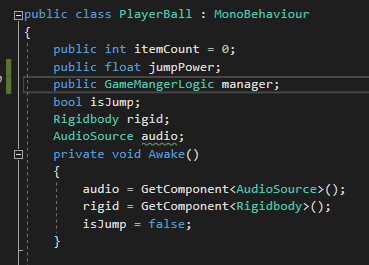 public class PlayerBall : MonoBehaviour
{
public int itemCount = 0;
public float jumpPower;
public GameMangerLogic manager;
bool isJump;
Rigidbody rigid;
AudioSource audio;
private void Awake()
{
audio = GetComponent<AudioSource>();
rigid = GetComponent<Rigidbody>();
isJump = false;
}